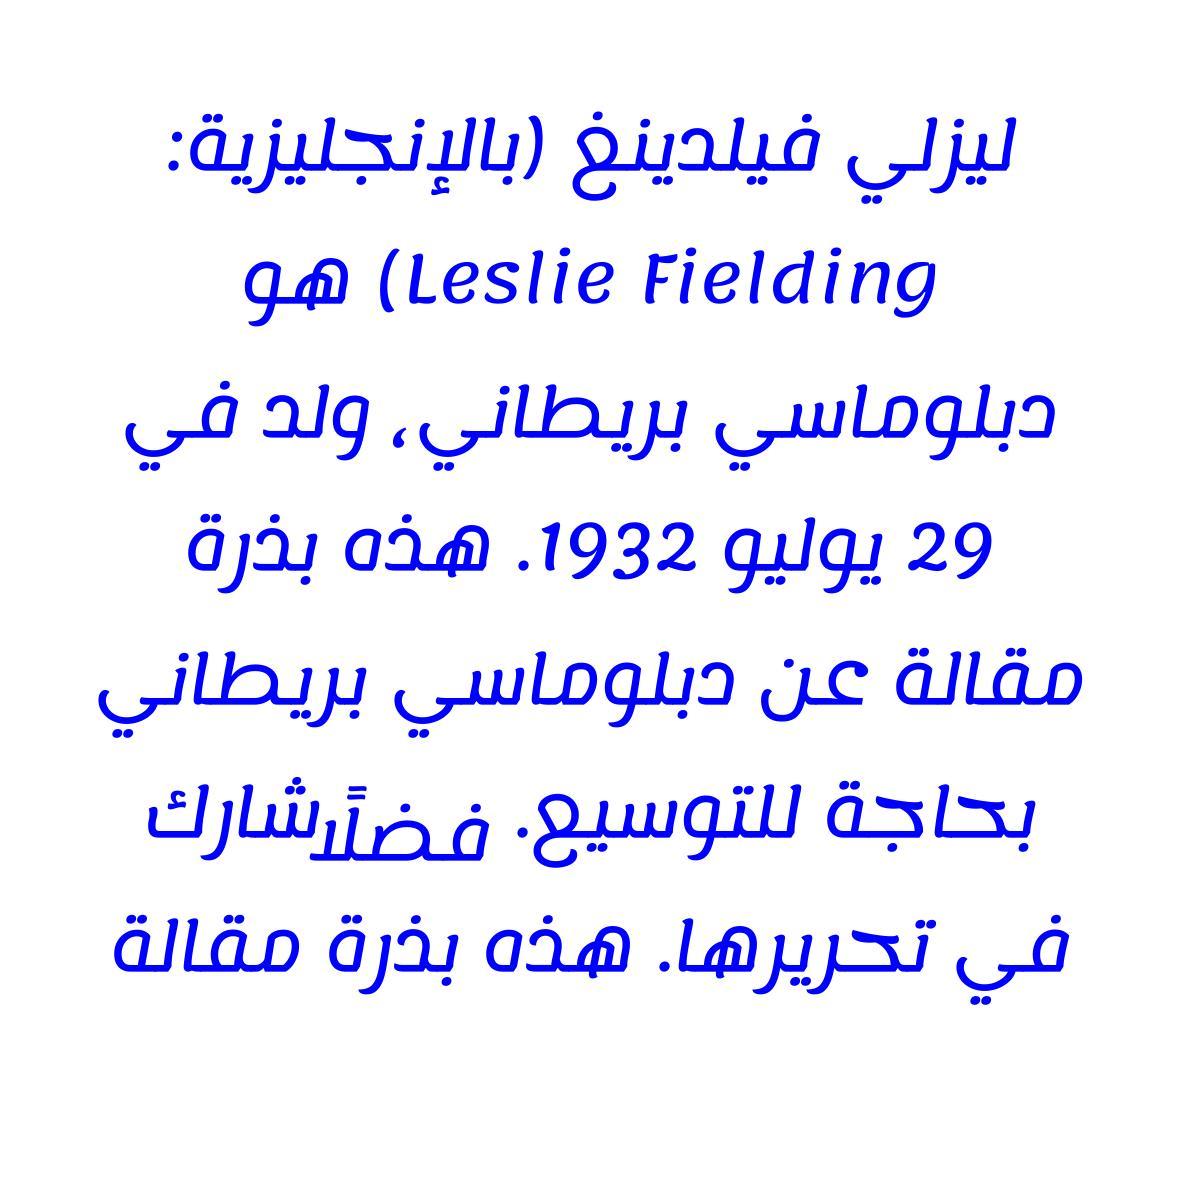 ليزلي فيلدينغ (بالإنجليزية:
Leslie Fielding) هو
دبلوماسي بريطاني، ولد في
29 يوليو 1932. هذه بذرة
مقالة عن دبلوماسي بريطاني
بحاجة للتوسيع. فضلًا شارك
في تحريرها. هذه بذرة مقالة